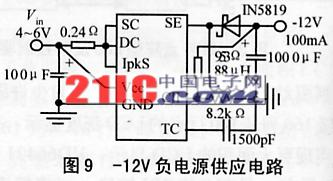 IN5819
Vin
4~6V
0.24Ω
SC
SE
DC
IpkS
-12V
100mA
100μF
1000μF
88μH
Vcc
GND
21IC 中国电子网
.com
8.2kΩ
TC
1500pF
图9 -12V负电源供应电路